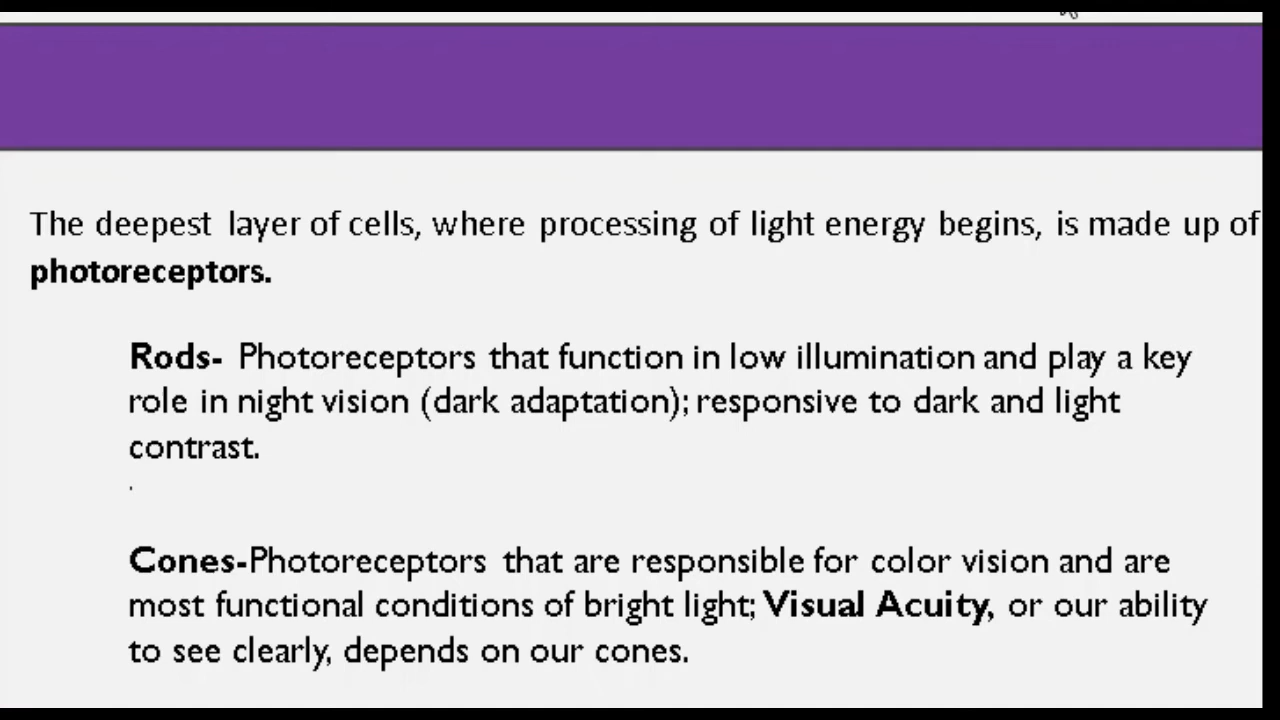 The deepest layer of cells, where processing of light energy begins, is made up of
photoreceptors.
Rods- Photoreceptors that function in low illumination and play a key
role in night vision (dark adaptation); responsive to dark and light
contrast.
.
Cones-Photoreceptors that are responsible for color vision and are
most functional conditions of bright light; Visual Acuity, or our ability
to see clearly, depends on our cones.